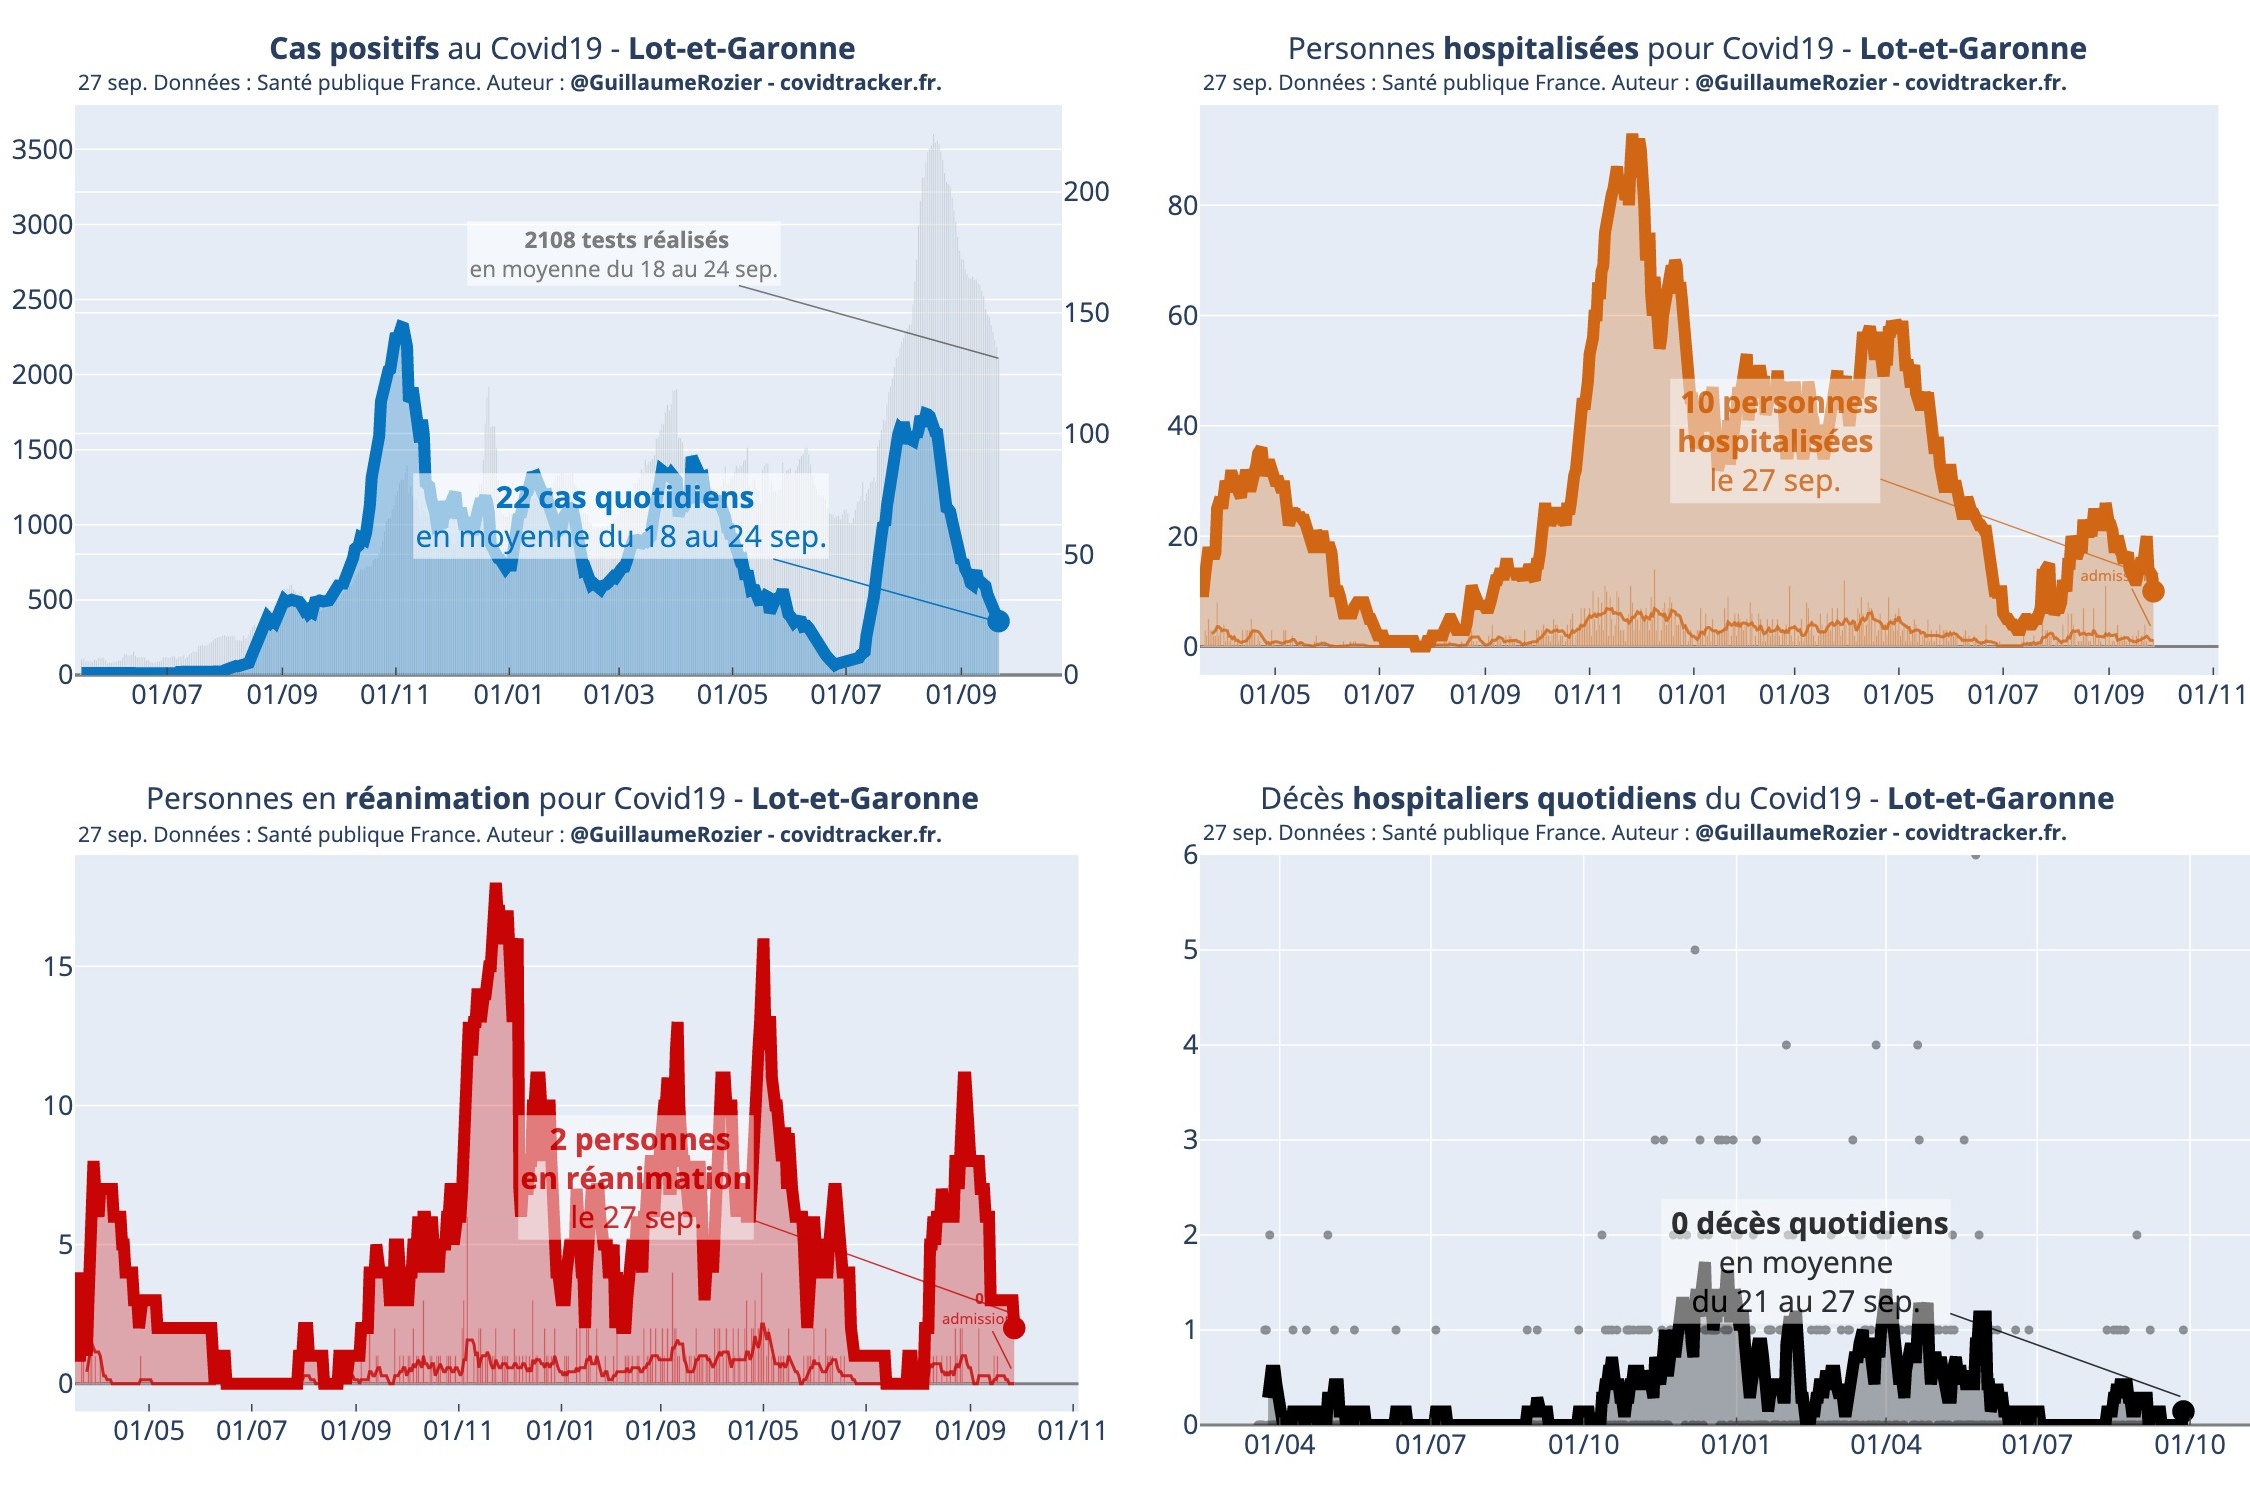 Cas positifs au Covid19 - Lot-et-Garonne
27 sep. Données : Santé publique France. Auteur : @GuillaumeRozier - covidtracker.fr.
3500
3000
2500
2000
1500
1000
500
0
200
150
100
50
0
2108 tests réalisés
en moyenne du 18 au 24 sep.
22 cas quotidiens
en moyenne du 18 au 24 sep.
01/07 01/09 01/11 01/01 01/03 01/05 01/07 01/09
Personnes hospitalisées pour Covid19 - Lot-et-Garonne
27 sep. Données : Santé publique France. Auteur : @GuillaumeRozier - covidtracker.fr.
80
60
40
20
0
10 personnes
hospitalisées
le 27 sep.
01/05 01/07 01/09 01/11 01/01 01/03 01/05 01/07 01/09 01/11
Personnes en réanimation pour Covid19 - Lot-et-Garonne
27 sep. Données : Santé publique France. Auteur : @GuillaumeRozier - covidtracker.fr.
15
10
5
0
2 personnes
en réanimation
le 27 sep.
01/05 01/07 01/09 01/11 01/01 01/03 01/05 01/07 01/09 01/11
Décès hospitaliers quotidiens du Covid19 - Lot-et-Garonne
27 sep. Données : Santé publique France. Auteur : @GuillaumeRozier - covidtracker.fr.
6
5
4
3
2
1
0
0 décès quotidiens
en moyenne
du 21 au 27 sep.
01/04 01/07 01/10 01/01 01/04 01/07 01/10